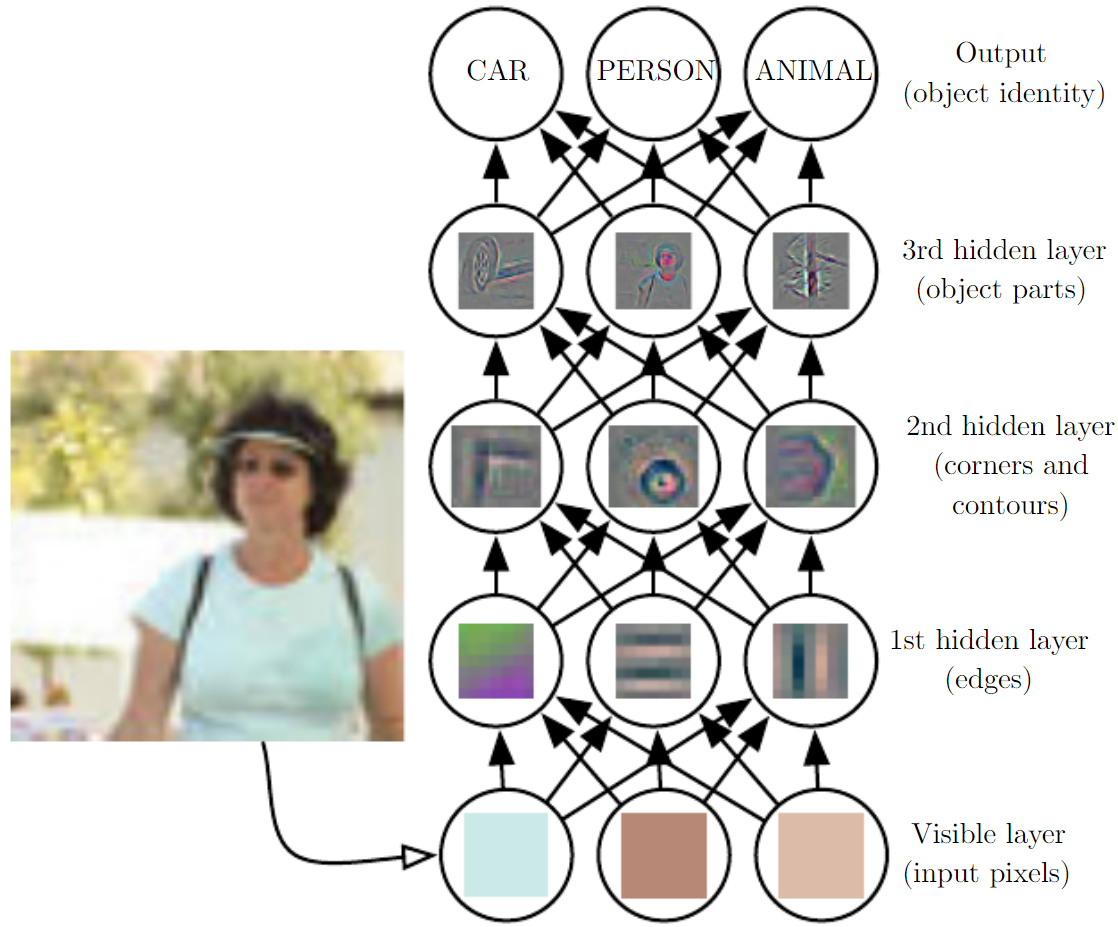 CAR
PERSON
ANIMAL
Output
(object identity)
3rd hidden layer
(object parts)
2nd hidden layer
(corners and
contours)
1st hidden layer
(edges)
Visible layer
(input pixels)